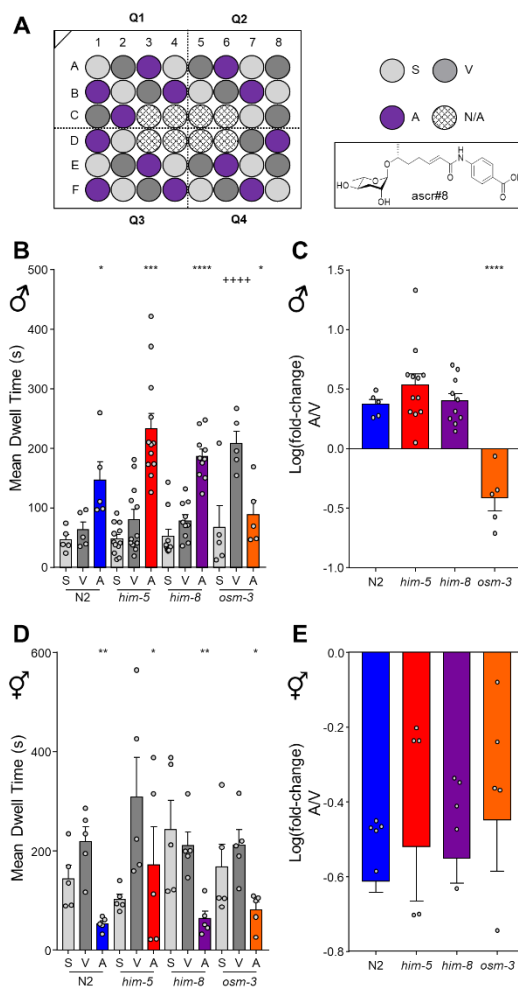 A
Q1 Q2
1 2 3 4 5 6 7 8
A
B
C
D
E
F
Q3 Q4
S V
A N/A
HO
OH
O
O
O
N
H
O
OH
ascr#8
B
♂
Mean Dwell Time (s)
500
400
300
200
100
0
* *** **** *
++++
S V A S V A S V A S V A
N2 him-5 him-8 osm-3
C
♂
Log(fold-change)
A/V
1.5
1.0
0.5
0.0
-0.5
-1.0
****
N2 him-5 him-8 osm-3
D
⚥
Mean Dwell Time (s)
600
400
200
0
** * ** *
S V A S V A S V A S V A
N2 him-5 him-8 osm-3
E
⚥
Log(fold-change)
A/V
0.0
-0.2
-0.4
-0.6
-0.8
N2 him-5 him-8 osm-3